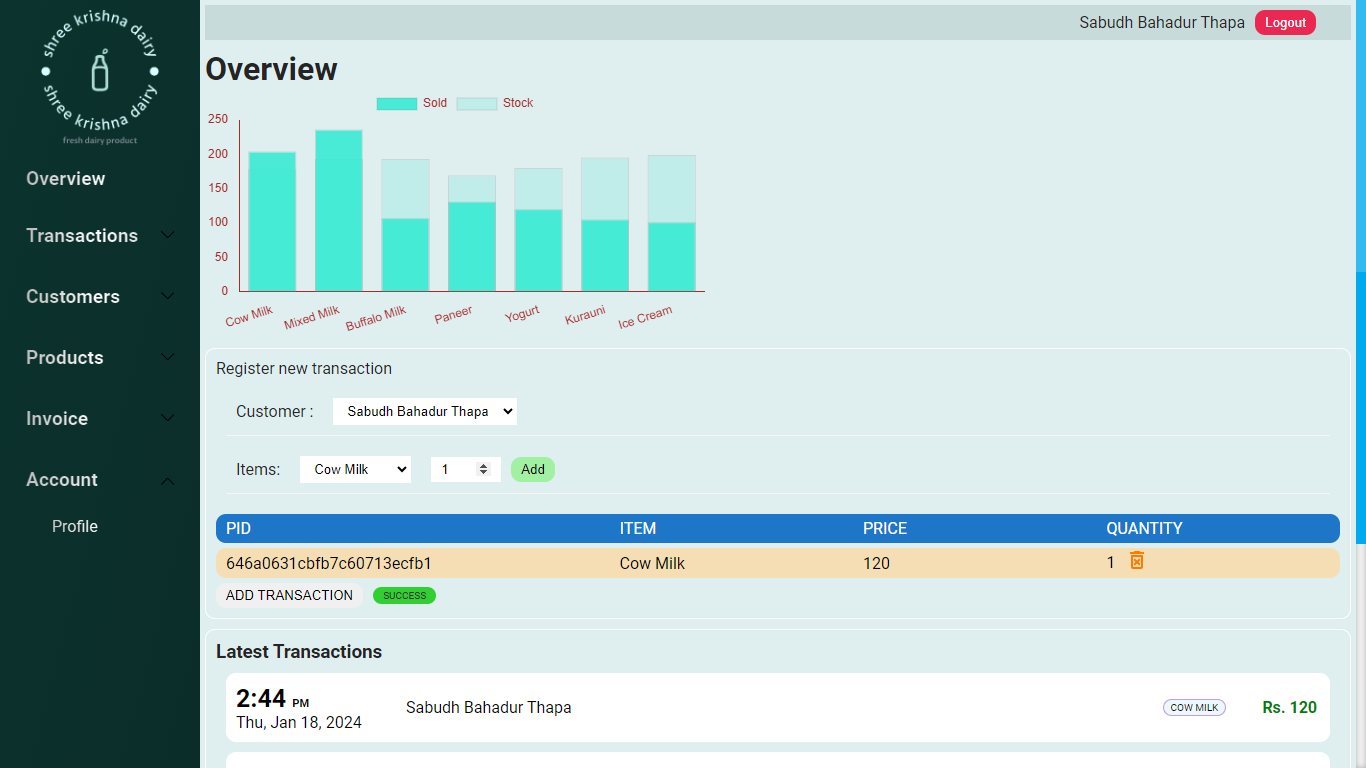 shree krishna dairy
shree krishna dairy
fresh dairy product
Overview
Transactions
Customers
Products
Invoice
Account
Profile
Sabudh Bahadur Thapa Logout
Overview
Sold Stock
250
200
150
100
50
0
Cow Milk Mixed Milk Buffalo Milk Paneer Yogurt Kurauni Ice Cream
Register new transaction
Customer : Sabudh Bahadur Thapa
Items: Cow Milk 1 Add
PID ITEM PRICE QUANTITY
646a0631cbfb7c60713ecfb1 Cow Milk 120 1
ADD TRANSACTION SUCCESS
Latest Transactions
2:44 PM
Thu, Jan 18, 2024
Sabudh Bahadur Thapa COW MILK Rs. 120